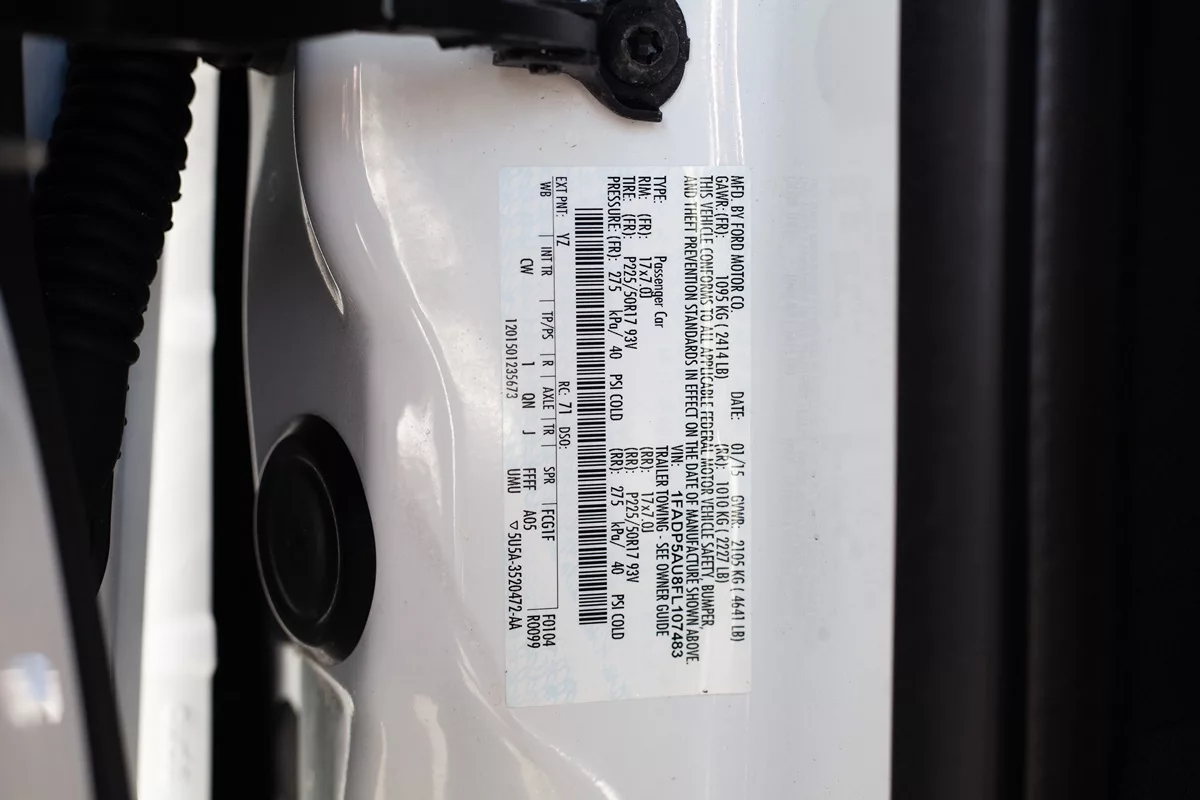 MFD. BY FORD MOTOR CO. DATE: 01/15 GVWR: 2105 KG ( 4641 LB)
GAWR: (FR): 1095 KG ( 2414 LB) (RR): 1010 KG ( 2227 LB)
THIS VEHICLE CONFORMS TO ALL APPLICABLE FEDERAL MOTOR VEHICLE SAFETY, BUMPER,
AND THEFT PREVENTION STANDARDS IN EFFECT ON THE DATE OF MANUFACTURE SHOWN ABOVE.
VIN: 1FADP5AU8FL107483
TYPE: Passenger Car TRAILER TOWING - SEE OWNER GUIDE
RIM: (FR): 17x7.0J (RR): 17x7.0J
TIRE: (FR): P225/50R17 93V (RR): P225/50R17 93V
PRESSURE: (FR): 275 kPa/ 40 PSI COLD (RR): 275 kPa/ 40 PSI COLD
EXT PNT: YZ RC: 71 DSO:
WB INT TR TP/PS R AXLE TR SPR FCG1F F0104
CW 1 QN J FFFF A05 R0099
1201501235673 UMU ▽5U5A-3520472-AA